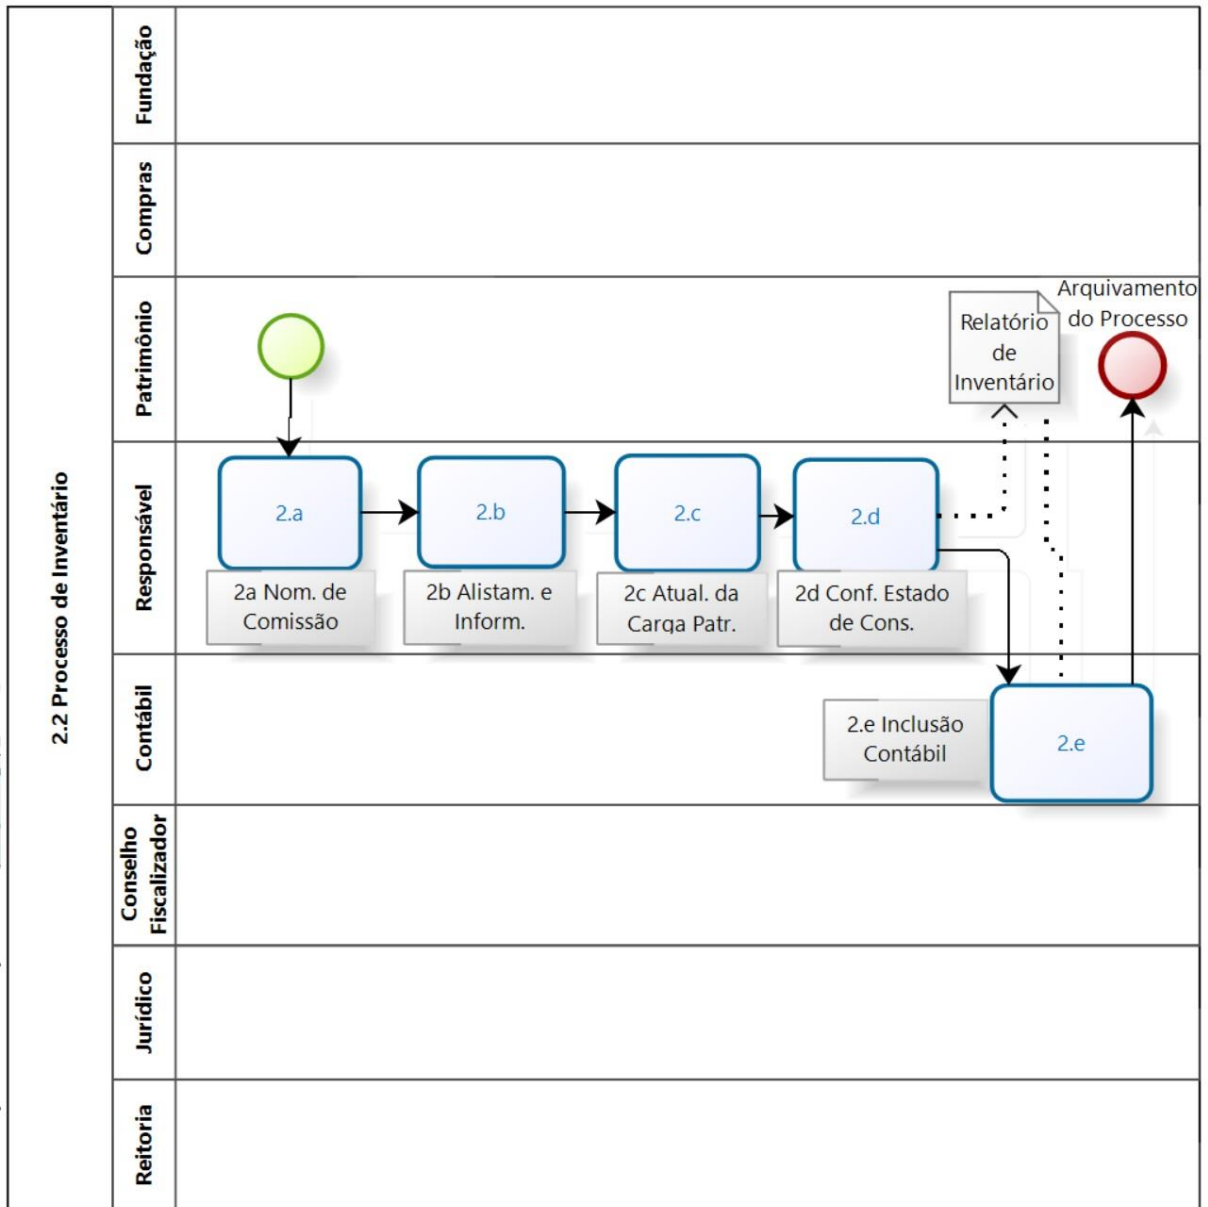 2.2 Processo de Inventário
Fundação
Compras
Patrimônio
Relatório
de
Inventário
Arquivamento
do Processo
Responsável
2.a
2.b
2.c
2.d
2a Nom. de
Comissão
2b Alistam. e
Inform.
2c Atual. da
Carga Patr.
2d Conf. Estado
de Cons.
Contábil
2.e Inclusão
Contábil
2.e
Conselho
Fiscalizador
Jurídico
Reitoria